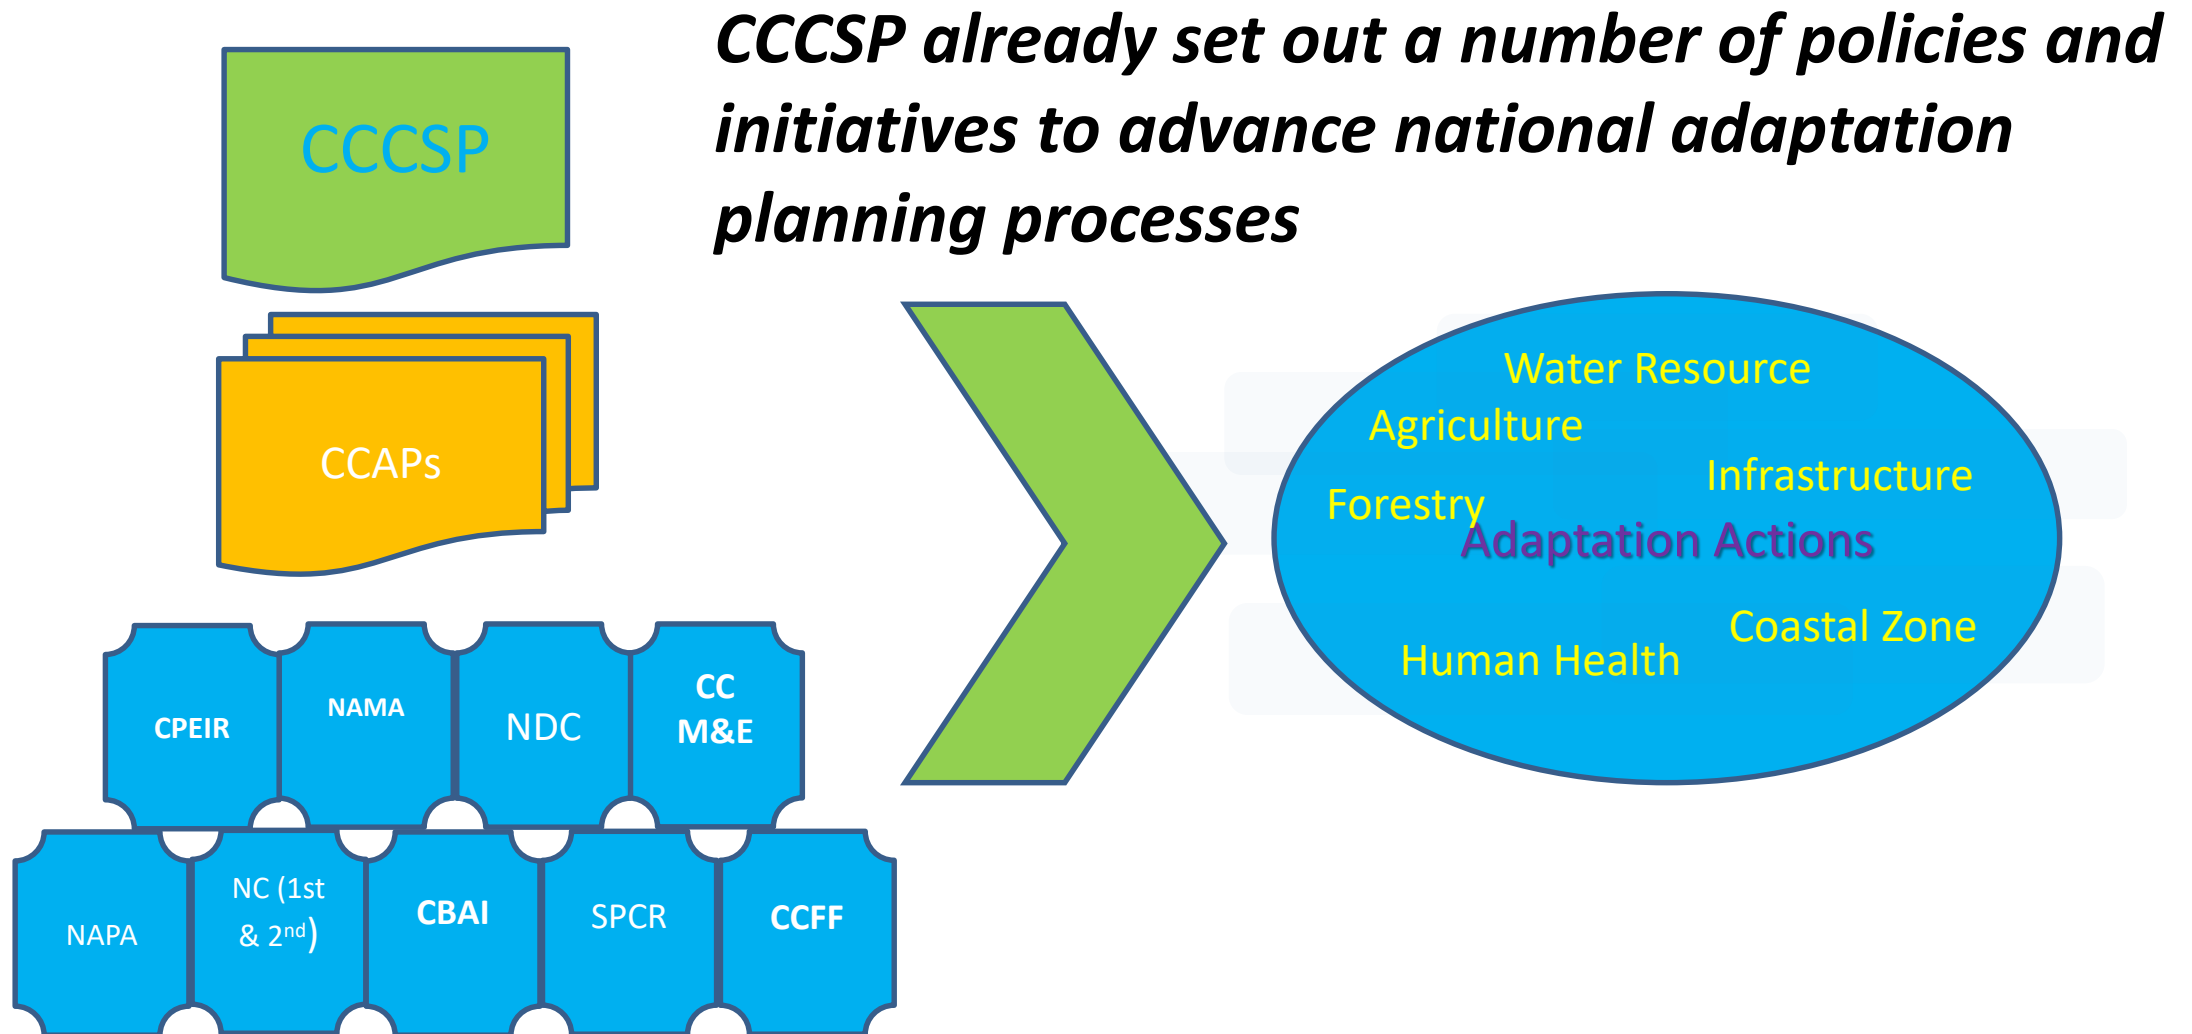 CCCSP already set out a number of policies and
initiatives to advance national adaptation
planning processes
CCCSP
CCAPs
CPEIR
NAMA
NDC
CC
M&E
NAPA
NC (1st
& 2nd)
CBAI
SPCR
CCFF
Water Resource
Agriculture
Infrastructure
Forestry
Adaptation Actions
Coastal Zone
Human Health